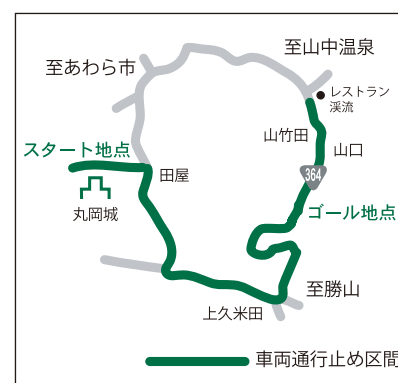 至山中温泉
至あわら市
レストラン
渓流
山竹田
スタート地点
山口
田屋
364
丸岡城
ゴール地点
至勝山
上久米田
車両通行止め区間